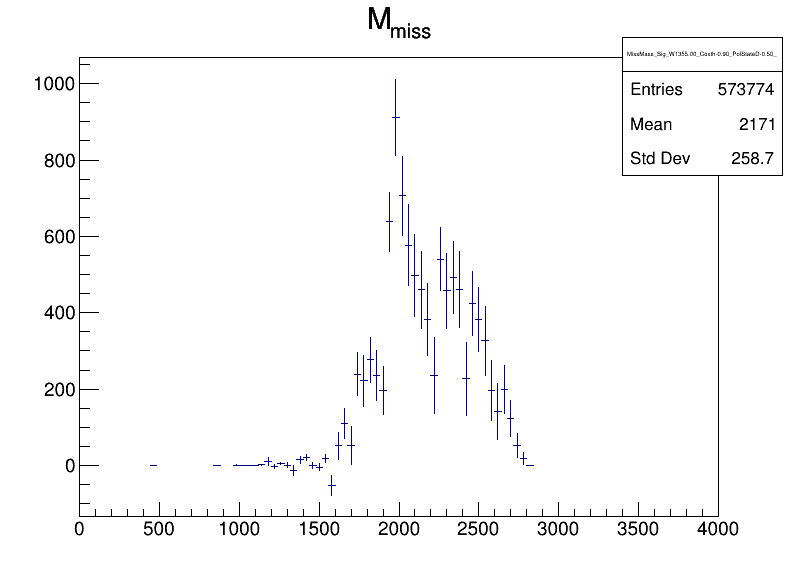 M_miss
MissMass_Sig_W1355.00_Costh-0.90_PolStateD-0.50_
Entries 573774
Mean 2171
Std Dev 258.7
1000
800
600
400
200
0
0 500 1000 1500 2000 2500 3000 3500 4000